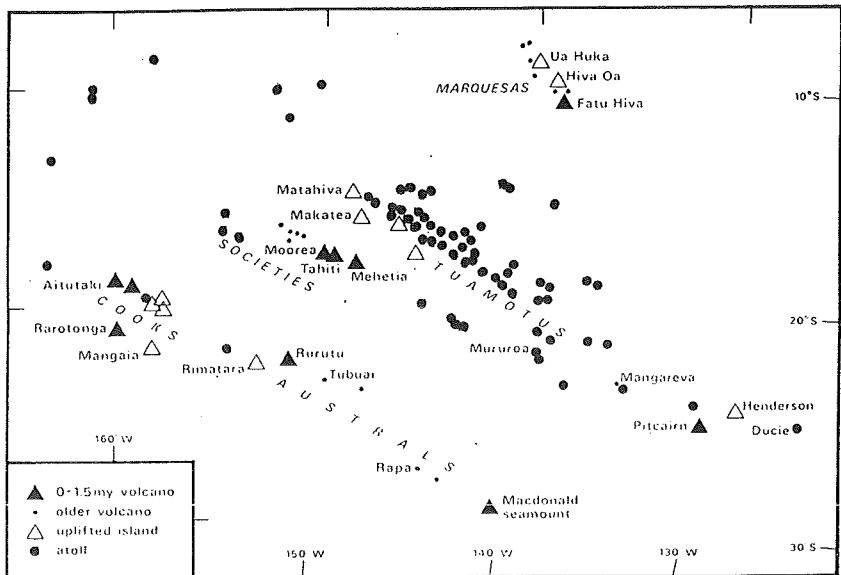 Ua Huka
Hiva Oa
MARQUESAS
Fatu Hiva
10°S
Matahiva
Makatea
SOCIETIES
Moorea
Tahiti
Mehetia
TUAMOTUS
Aitutaki
COOKS
Rarotonga
Mangaia
20°S
Mururoa
Rimatara
Rurutu
Tubuai
AUSTRALS
Mangareva
Henderson
Pitcairn
Ducie
160°W
Rapa
Macdonald
seamount
0-1.5my volcano
older volcano
uplifted island
atoll
150 W
140 W
130 W
30°S